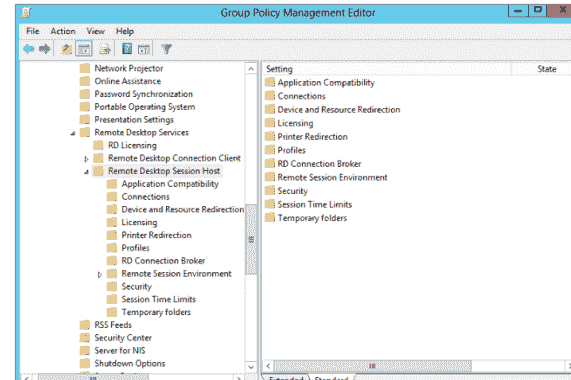 Group Policy Management Editor
File Action View Help
Network Projector
Online Assistance
Password Synchronization
Portable Operating System
Presentation Settings
Remote Desktop Services
RD Licensing
Remote Desktop Connection Client
Remote Desktop Session Host
Application Compatibility
Connections
Device and Resource Redirection
Licensing
Printer Redirection
Profiles
RD Connection Broker
Remote Session Environment
Security
Session Time Limits
Temporary folders
RSS Feeds
Security Center
Server for NIS
Shutdown Options
Setting State
Application Compatibility
Connections
Device and Resource Redirection
Licensing
Printer Redirection
Profiles
RD Connection Broker
Remote Session Environment
Security
Session Time Limits
Temporary folders
Extended Standard